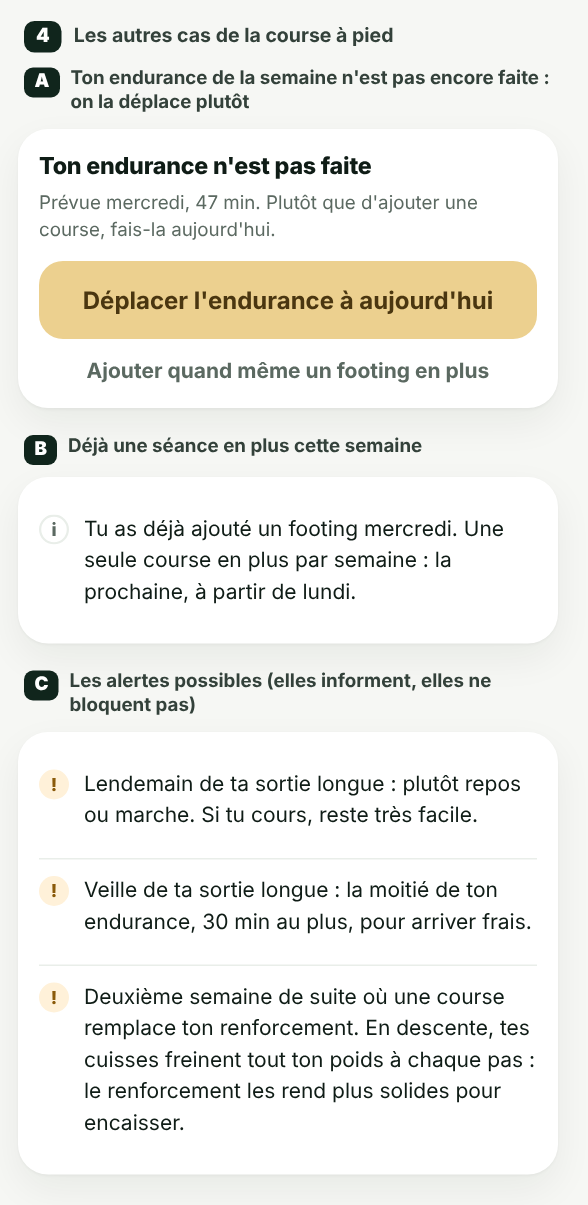 4 Les autres cas de la course à pied
A Ton endurance de la semaine n'est pas encore faite :
on la déplace plutôt
Ton endurance n'est pas faite
Prévue mercredi, 47 min. Plutôt que d'ajouter une
course, fais-la aujourd'hui.
Déplacer l'endurance à aujourd'hui
Ajouter quand même un footing en plus
B Déjà une séance en plus cette semaine
i Tu as déjà ajouté un footing mercredi. Une
seule course en plus par semaine : la
prochaine, à partir de lundi.
C Les alertes possibles (elles informent, elles ne
bloquent pas)
! Lendemain de ta sortie longue : plutôt repos
ou marche. Si tu cours, reste très facile.
! Veille de ta sortie longue : la moitié de ton
endurance, 30 min au plus, pour arriver frais.
! Deuxième semaine de suite où une course
remplace ton renforcement. En descente, tes
cuisses freinent tout ton poids à chaque pas :
le renforcement les rend plus solides pour
encaisser.